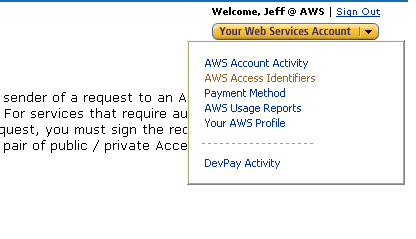 Welcome, Jeff @ AWS | Sign Out
Your Web Services Account
AWS Account Activity
AWS Access Identifiers
Payment Method
AWS Usage Reports
Your AWS Profile
DevPay Activity
sender of a request to an A
For services that require au
quest, you must sign the rec
pair of public / private Acce